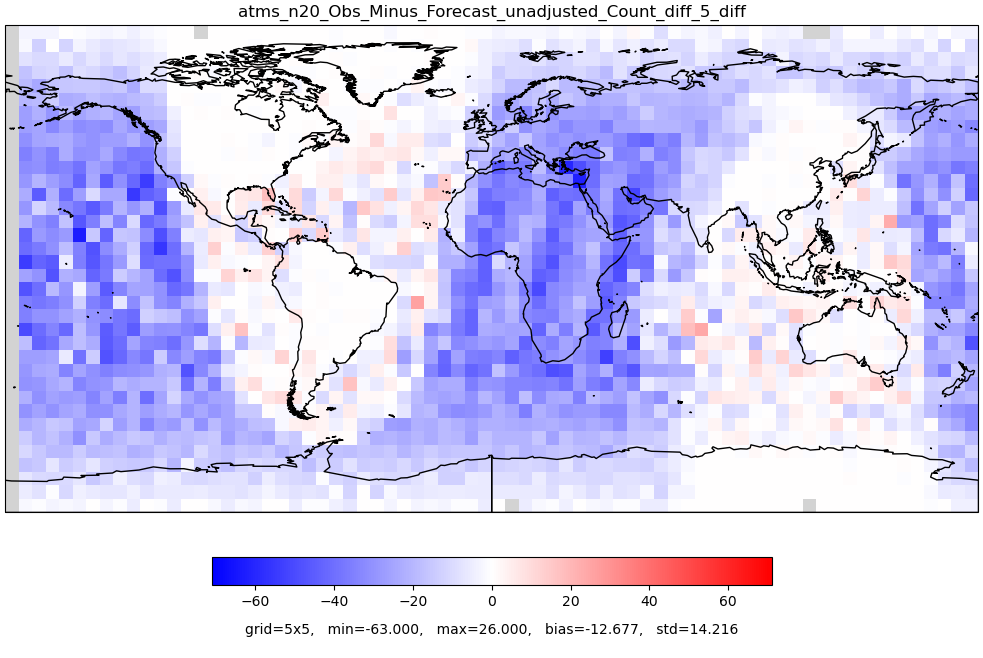 atms_n20_Obs_Minus_Forecast_unadjusted_Count_diff_5_diff
−60 −40 −20 0 20 40 60
grid=5x5, min=-63.000, max=26.000, bias=-12.677, std=14.216